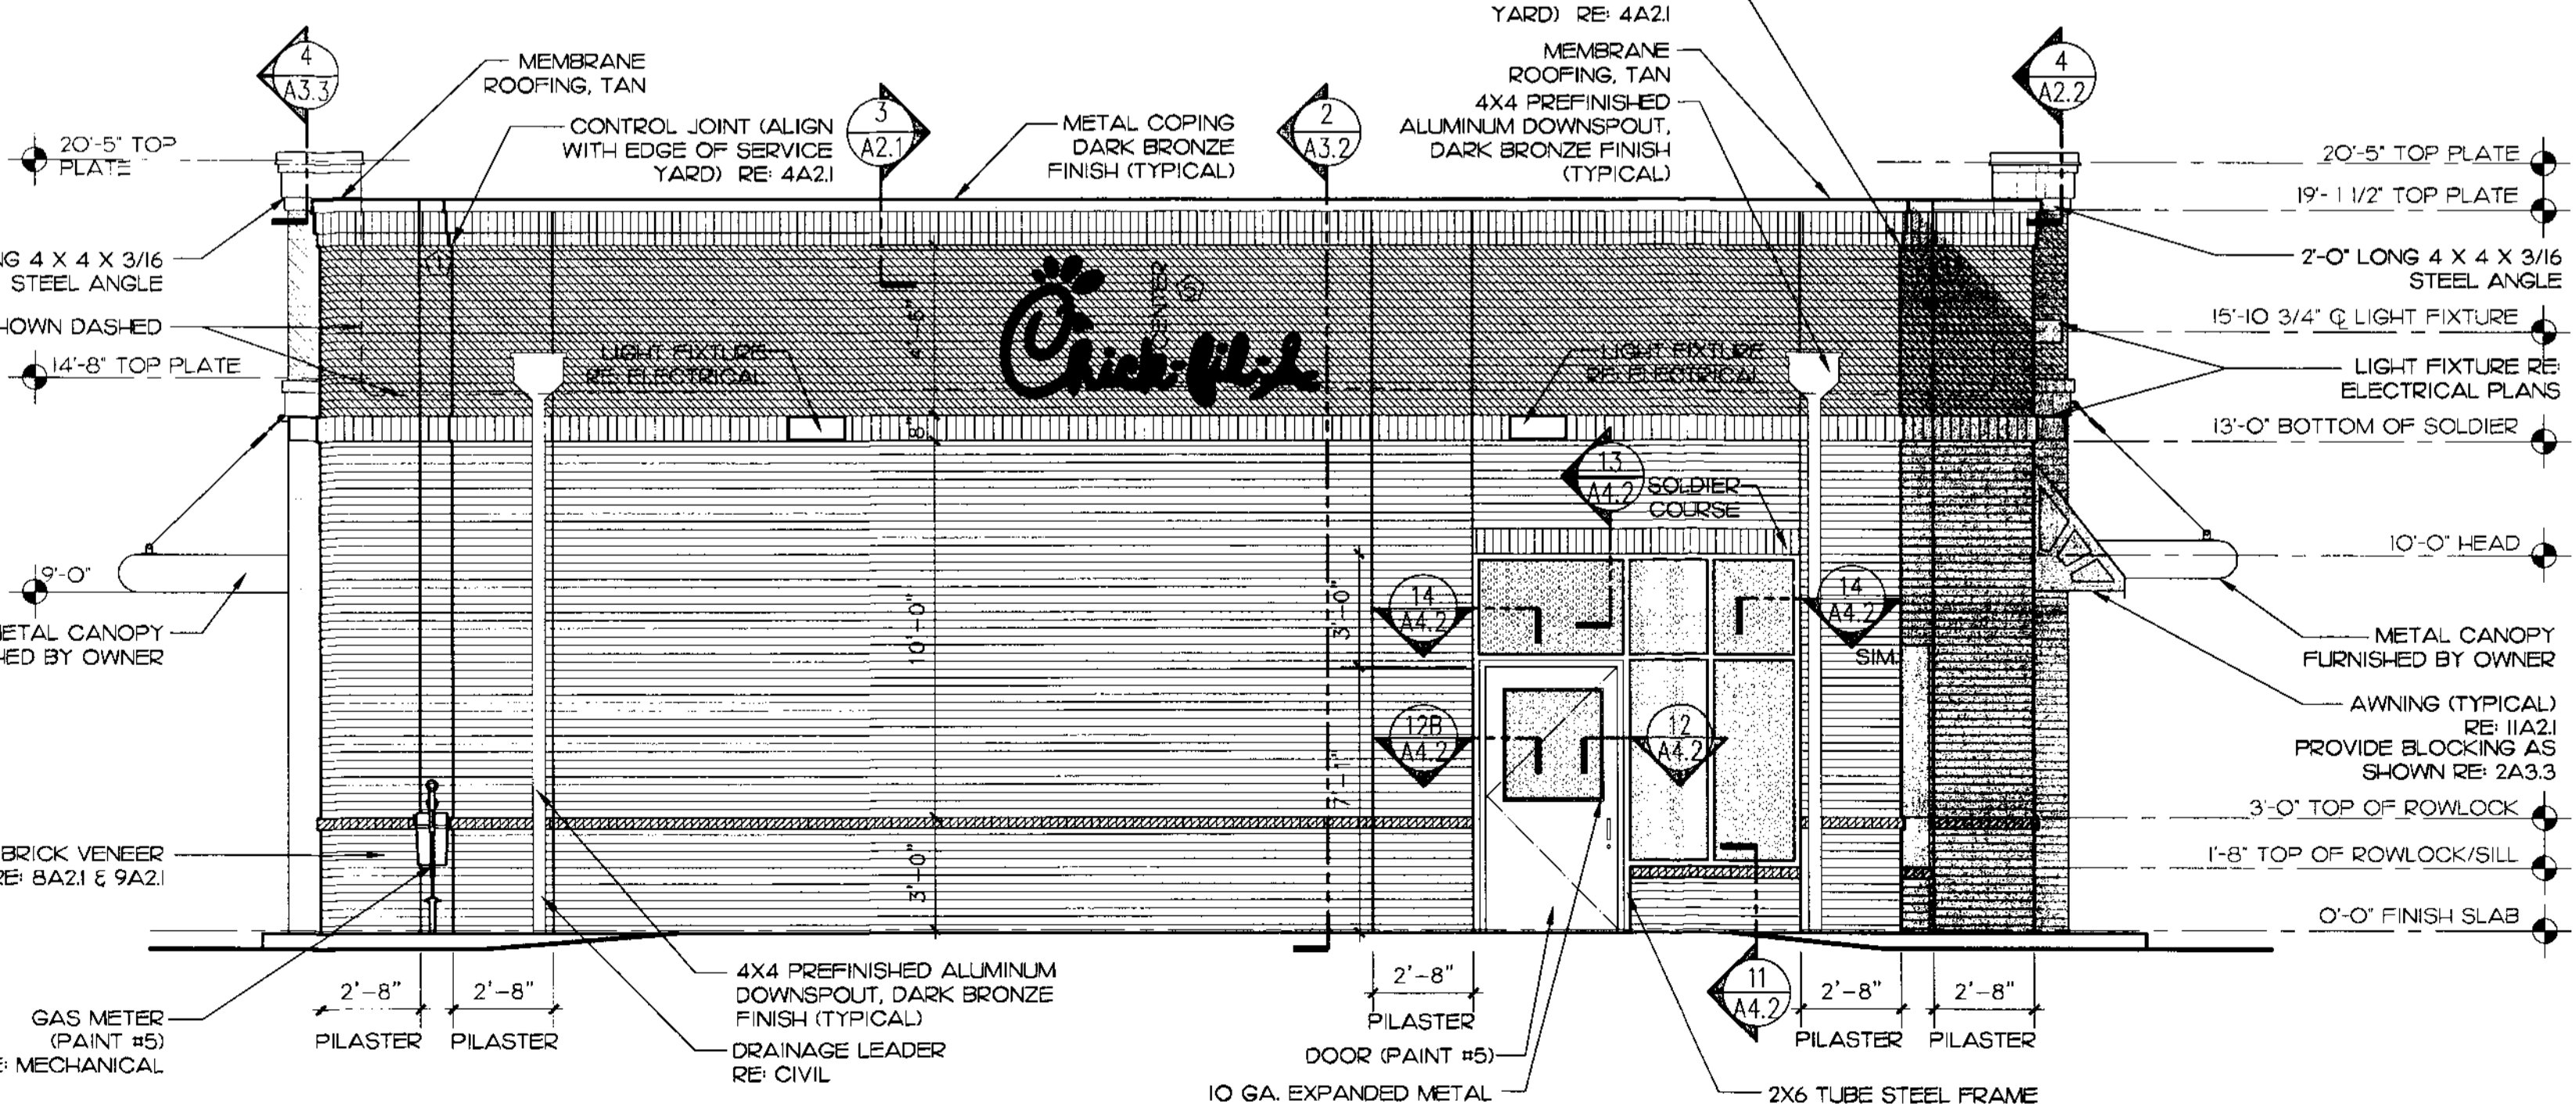 YARD) RE: 4A2.1
4
A3.3
MEMBRANE
ROOFING, TAN
MEMBRANE
ROOFING, TAN
4
A2.2
CONTROL JOINT (ALIGN
WITH EDGE OF SERVICE
YARD) RE: 4A2.1
3
A2.1
METAL COPING
DARK BRONZE
FINISH (TYPICAL)
2
A3.2
4X4 PREFINISHED
ALUMINUM DOWNSPOUT,
DARK BRONZE FINISH
(TYPICAL)
20'-5" TOP
PLATE
20'-5" TOP PLATE
19'-1 1/2" TOP PLATE
NG 4 X 4 X 3/16
STEEL ANGLE
2'-0" LONG 4 X 4 X 3/16
STEEL ANGLE
HOWN DASHED
14'-8" TOP PLATE
15'-10 3/4" ℄ LIGHT FIXTURE
LIGHT FIXTURE RE:
ELECTRICAL PLANS
13'-0" BOTTOM OF SOLDIER
CENTER
5
Chick-fil-A
LIGHT FIXTURE
RE: ELECTRICAL
LIGHT FIXTURE
RE: ELECTRICAL
8"
13
A4.2
SOLDIER
COURSE
10'-0" HEAD
9'-0"
METAL CANOPY
HED BY OWNER
10'-0"
3'-0"
14
A4.2
14
A4.2
SIM.
METAL CANOPY
FURNISHED BY OWNER
AWNING (TYPICAL)
RE: 11A2.1
PROVIDE BLOCKING AS
SHOWN RE: 2A3.3
12B
A4.2
12
A4.2
7'-1"
3'-0" TOP OF ROWLOCK
1'-8" TOP OF ROWLOCK/SILL
0'-0" FINISH SLAB
BRICK VENEER
RE: 8A2.1 & 9A2.1
3'-0"
2'-8"
PILASTER
2'-8"
PILASTER
2'-8"
PILASTER
2'-8"
PILASTER
2'-8"
PILASTER
11
A4.2
GAS METER
(PAINT #5)
E: MECHANICAL
4X4 PREFINISHED ALUMINUM
DOWNSPOUT, DARK BRONZE
FINISH (TYPICAL)
DRAINAGE LEADER
RE: CIVIL
DOOR (PAINT #5)
10 GA. EXPANDED METAL
2X6 TUBE STEEL FRAME